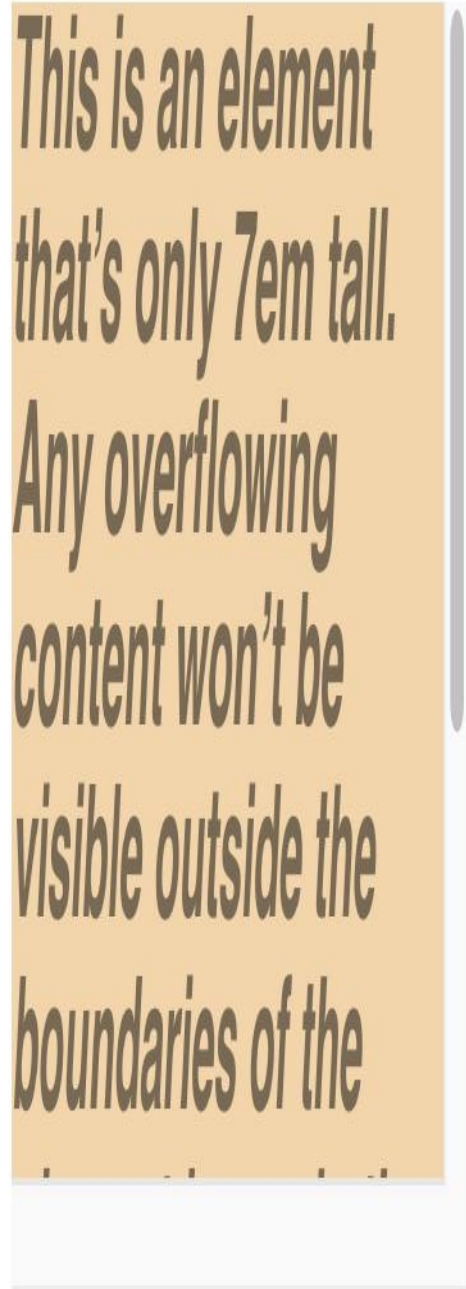 This is an element
that’s only 7em tall.
Any overflowing
content won’t be
visible outside the
boundaries of the